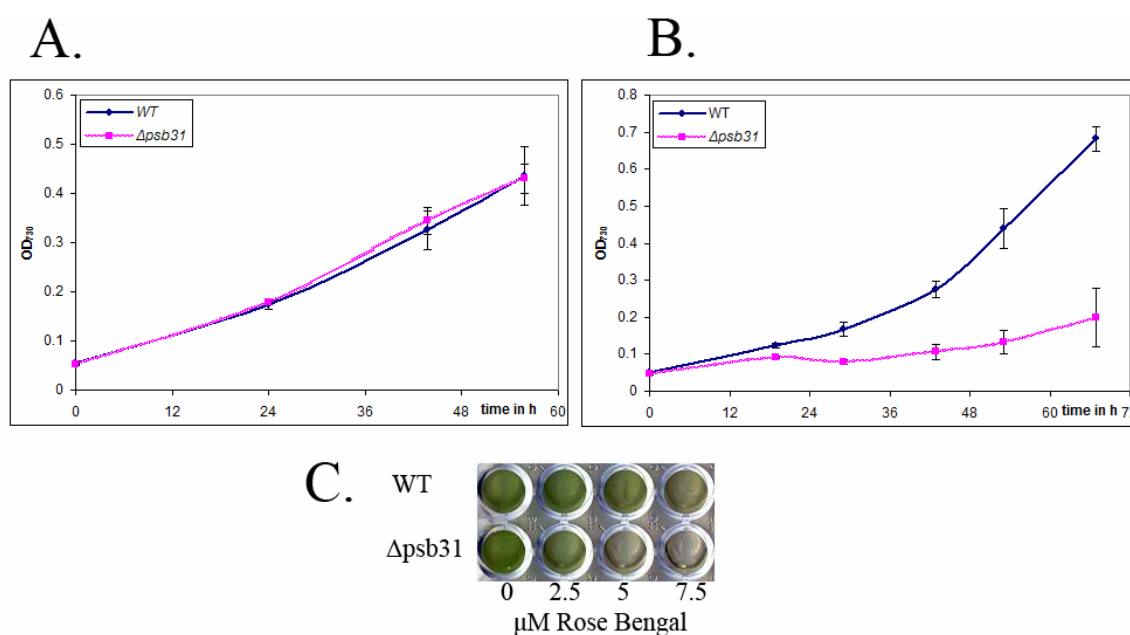 A.
B.
0.6
0.5
0.4
0.3
0.2
0.1
0
OD730
WT
Δpsb31
0 12 24 36 48 time in h 60
0.8
0.7
0.6
0.5
0.4
0.3
0.2
0.1
0
OD730
WT
Δpsb31
0 12 24 36 48 60 time in h 7
C.
WT
Δpsb31
0 2.5 5 7.5
μM Rose Bengal